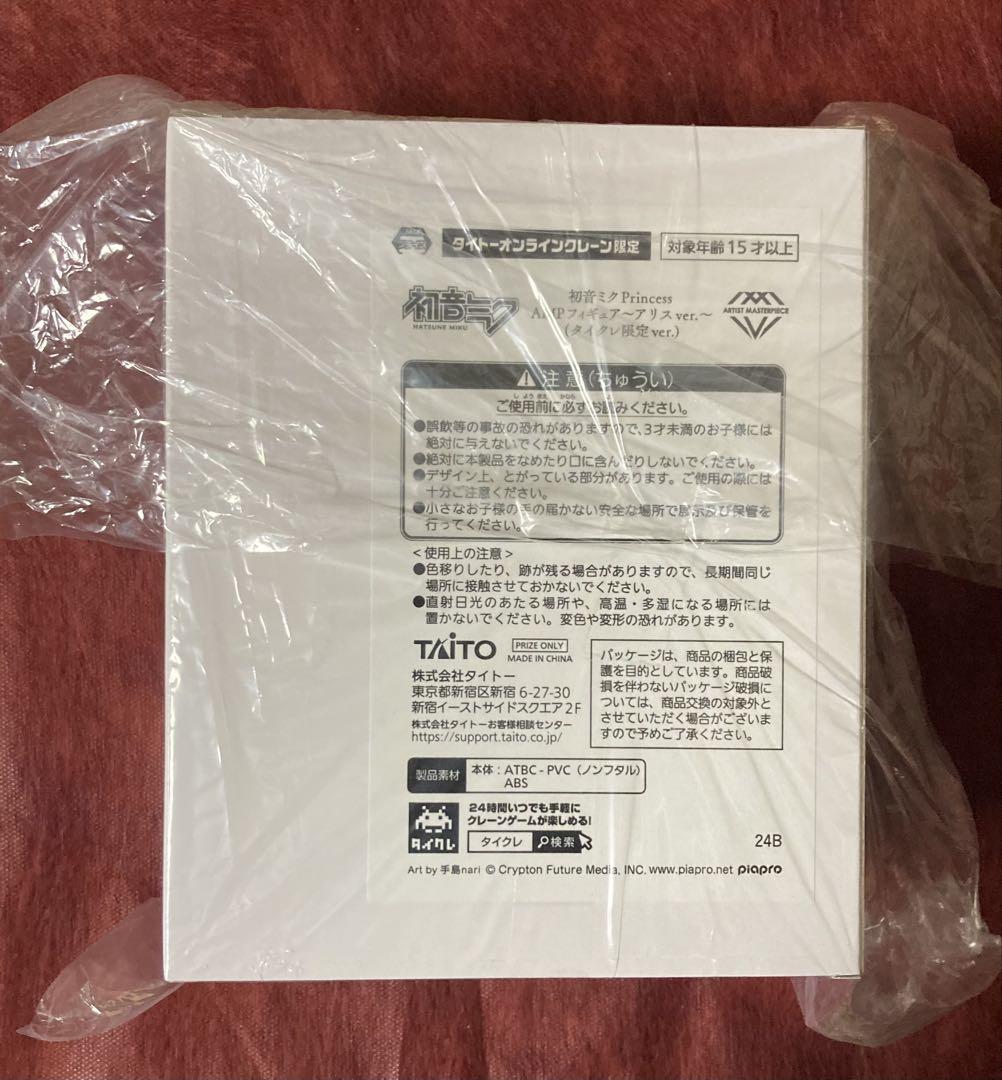 タイトーオンラインクレーン限定
対象年齢15才以上
初音ミク
HATSUNE MIKU
初音ミクPrincess
AMPフィギュア〜アリスver.〜
(タイクレ限定ver.)
ARTIST MASTERPIECE
注意(ちゅうい)
しよう まえ かなら よ
ご使用前に必ずお読みください。
●誤飲等の事故の恐れがありますので、3才未満のお子様には
絶対に与えないでください。
●絶対に本製品をなめたり口に含んだりしないでください。
●デザイン上、とがっている部分があります。ご使用の際には
十分ご注意ください。
●小さなお子様の手の届かない安全な場所で展示及び保管を
行ってください。
<使用上の注意>
●色移りしたり、跡が残る場合がありますので、長期間同じ
場所に接触させておかないでください。
●直射日光のあたる場所や、高温・多湿になる場所には
置かないでください。変色や変形の恐れがあります。
TAITO
PRIZE ONLY
MADE IN CHINA
株式会社タイトー
東京都新宿区新宿6-27-30
新宿イーストサイドスクエア2F
株式会社タイトーお客様相談センター
https://support.taito.co.jp/
パッケージは、商品の梱包と保
護を目的としています。商品破
損を伴わないパッケージ破損に
ついては、商品交換の対象外と
させていただく場合がございま
すので予めご了承ください。
製品素材
本体:ATBC-PVC(ノンフタル)
ABS
タイクレ
24時間いつでも手軽に
クレーンゲームが楽しめる!
タイクレ 検索
24B
Art by 手島nari © Crypton Future Media, INC. www.piapro.net piapro